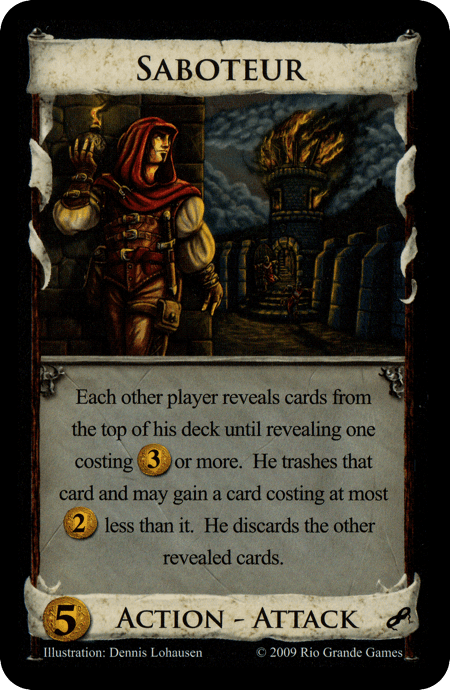 SABOTEUR
Each other player reveals cards from
the top of his deck until revealing one
costing 3 or more. He trashes that
card and may gain a card costing at most
2 less than it. He discards the other
revealed cards.
5 ACTION - ATTACK
Illustration: Dennis Lohausen © 2009 Rio Grande Games